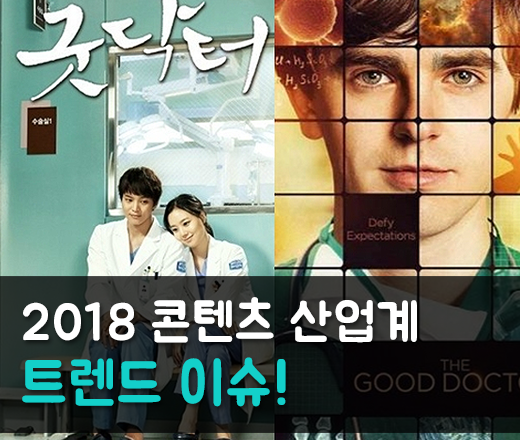 굿닥터
수술실1
Defy
Expectations
2018 콘텐츠 산업계
트렌드 이슈!
THE
GOOD DOCT